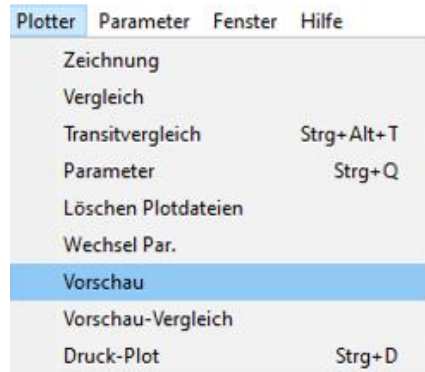 Plotter Parameter Fenster Hilfe
Zeichnung
Vergleich
Transitvergleich Strg+Alt+T
Parameter Strg+Q
Löschen Plotdateien
Wechsel Par.
Vorschau
Vorschau-Vergleich
Druck-Plot Strg+D